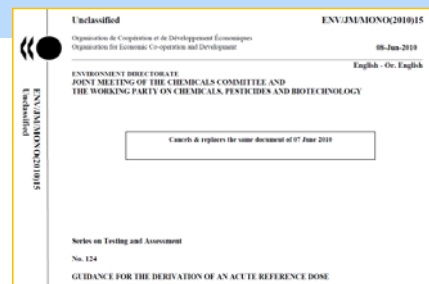 Unclassified ENV/JM/MONO(2010)15
Organisation de Coopération et de Développement Économiques
Organisation for Economic Co-operation and Development 08-Jun-2010
English - Or. English
ENVIRONMENT DIRECTORATE
JOINT MEETING OF THE CHEMICALS COMMITTEE AND
THE WORKING PARTY ON CHEMICALS, PESTICIDES AND BIOTECHNOLOGY
ENV/JM/MONO(2010)15
Unclassified
Cancels & replaces the same document of 07 June 2010
Series on Testing and Assessment
No. 124
GUIDANCE FOR THE DERIVATION OF AN ACUTE REFERENCE DOSE